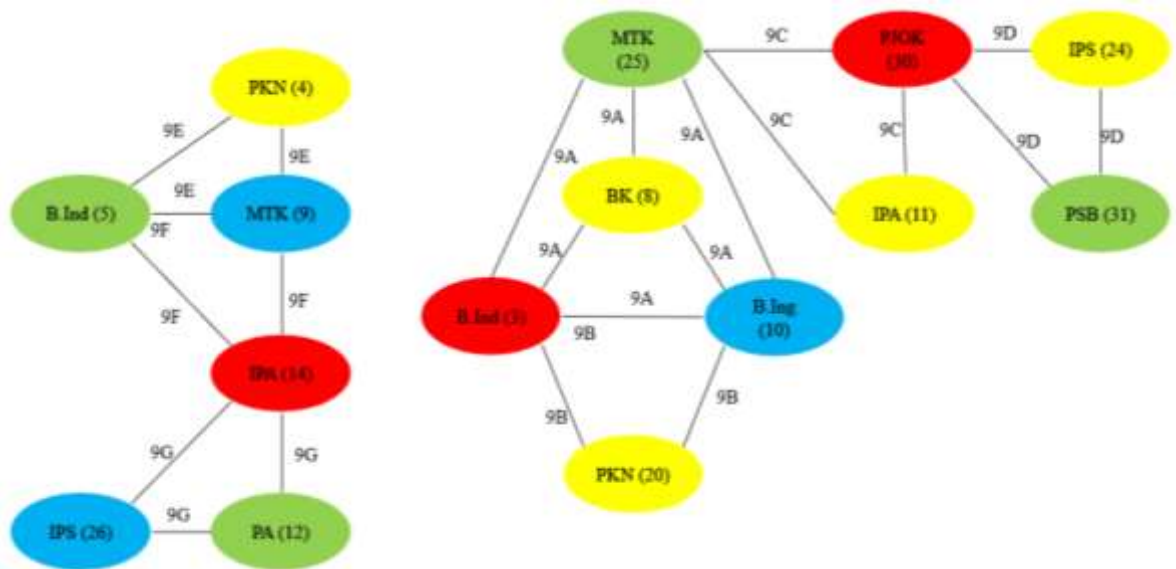 MTK
(25)
9C
PJOK
(30)
9D
IPS (24)
PKN (4)
9E
9E
9A
9A
9A
9C
9C
9D
9D
B.Ind (5)
9E
9F
MTK (9)
BK (8)
IPA (11)
PSB (31)
9A
9A
9F
9F
B.Ind (3)
9A
9B
B.Ing
(10)
IPA (14)
9B
9B
9G
9G
PKN (20)
IPS (26)
9G
PA (12)